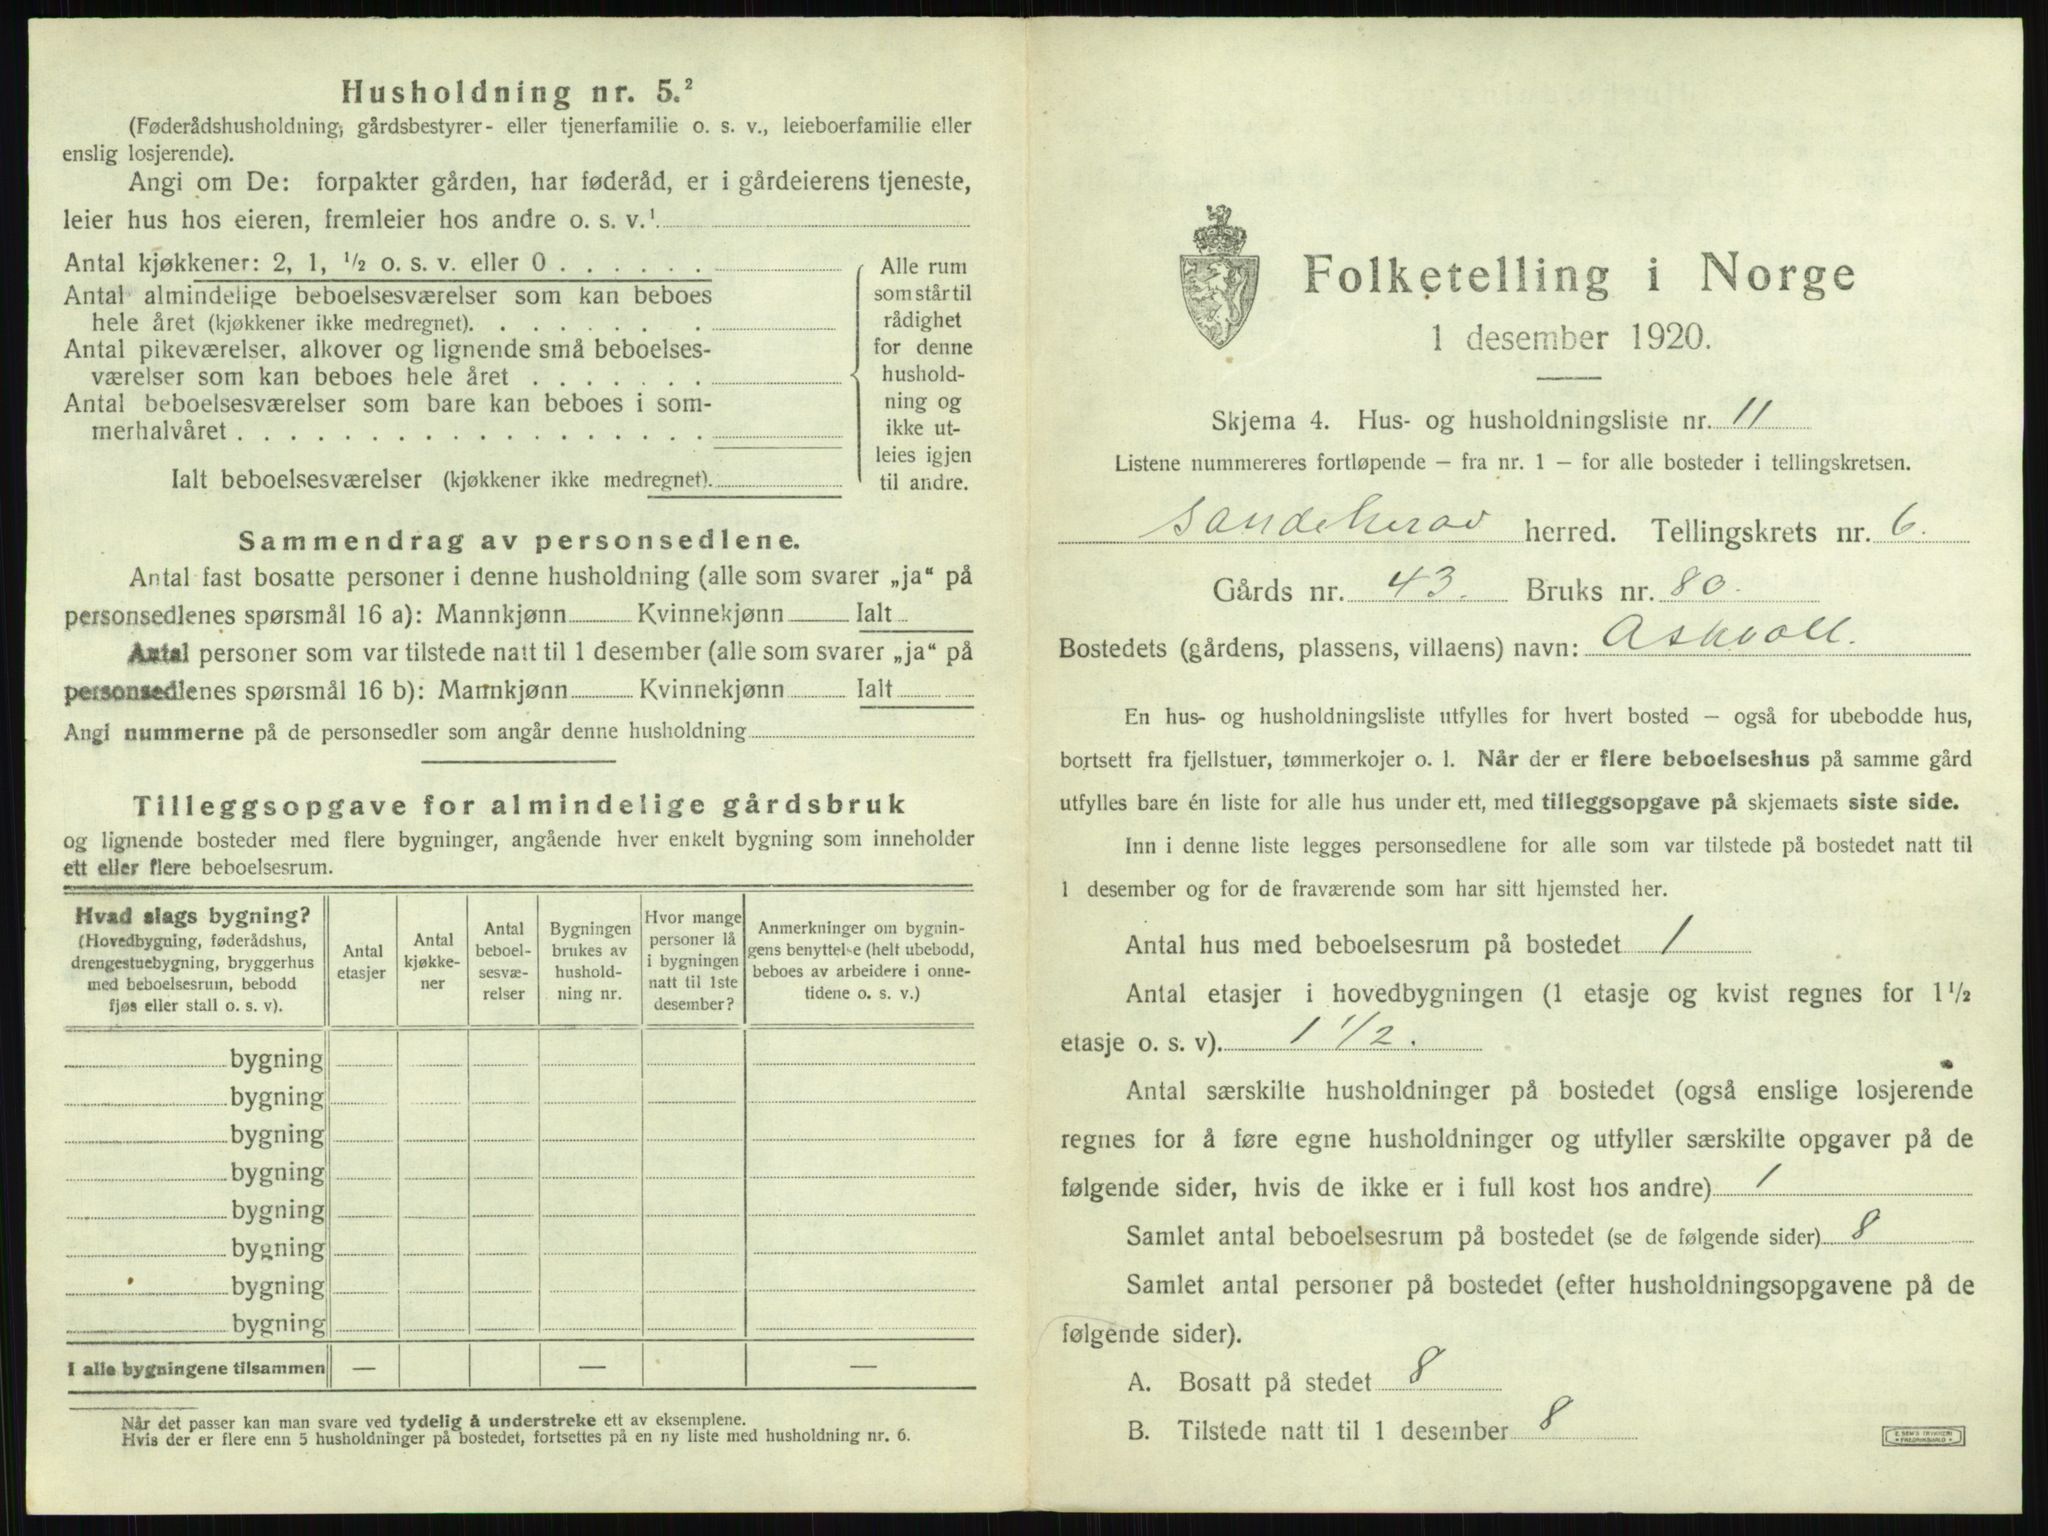 Husholdning nr. 5.²
(Føderådshusholdning, gårdsbestyrer- eller tjenerfamilie o. s. v., leieboerfamilie eller
enslig losjerende).
Angi om De: forpakter gården, har føderåd, er i gårdeierens tjeneste,
leier hus hos eieren, fremleier hos andre o. s. v.¹
Antal kjøkkener: 2, 1, ½ o. s. v. eller 0 . . . . . .
Antal almindelige beboelsesværelser som kan beboes
hele året (kjøkkener ikke medregnet). . . . . . . .
Antal pikeværelser, alkover og lignende små beboelses-
værelser som kan beboes hele året . . . . . . .
Antal beboelsesværelser som bare kan beboes i som-
merhalvåret . . . . . . . . . . . . . . . . . .
Ialt beboelsesværelser (kjøkkener ikke medregnet).
Alle rum
som står til
rådighet
for denne
hushold-
ning og
ikke ut-
leies igjen
til andre.
Sammendrag av personsedlene.
Antal fast bosatte personer i denne husholdning (alle som svarer „ja“ på
personsedlenes spørsmål 16 a): Mannkjønn Kvinnekjønn Ialt
Antal personer som var tilstede natt til 1 desember (alle som svarer „ja“ på
personsedlenes spørsmål 16 b): Mannkjønn Kvinnekjønn Ialt
Angi nummerne på de personsedler som angår denne husholdning
Tilleggsopgave for almindelige gårdsbruk
og lignende bosteder med flere bygninger, angående hver enkelt bygning som inneholder
ett eller flere beboelsesrum.
Hvad slags bygning?
(Hovedbygning, føderådshus,
drengestuebygning, bryggerhus
med beboelsesrum, bebodd
fjøs eller stall o. s. v).
Antal
etasjer
Antal
kjøkke-
ner
Antal
beboel-
sesvæ-
relser
Bygningen
brukes av
hushold-
ning nr.
Hvor mange
personer lå
i bygningen
natt til 1ste
desember?
Anmerkninger om bygnin-
gens benyttelse (helt ubebodd,
beboes av arbeidere i onne-
tidene o. s. v.)
bygning
bygning
bygning
bygning
bygning
bygning
bygning
bygning
I alle bygningene tilsammen — — —
Når det passer kan man svare ved tydelig å understreke ett av eksemplene.
Hvis der er flere enn 5 husholdninger på bostedet, fortsettes på en ny liste med husholdning nr. 6.
Folketelling i Norge
1 desember 1920.
Skjema 4. Hus- og husholdningsliste nr. 11
Listene nummereres fortløpende – fra nr. 1 – for alle bosteder i tellingskretsen.
Sandeherad herred. Tellingskrets nr. 6.
Gårds nr. 43. Bruks nr. 80.
Bostedets (gårdens, plassens, villaens) navn: Askvoll.
En hus- og husholdningsliste utfylles for hvert bosted – også for ubebodde hus,
bortsett fra fjellstuer, tømmerkojer o. l. Når der er flere beboelseshus på samme gård
utfylles bare én liste for alle hus under ett, med tilleggsopgave på skjemaets siste side.
Inn i denne liste legges personsedlene for alle som var tilstede på bostedet natt til
1 desember og for de fraværende som har sitt hjemsted her.
Antal hus med beboelsesrum på bostedet 1
Antal etasjer i hovedbygningen (1 etasje og kvist regnes for 1½
etasje o. s. v). 1 1/2.
Antal særskilte husholdninger på bostedet (også enslige losjerende
regnes for å føre egne husholdninger og utfyller særskilte opgaver på de
følgende sider, hvis de ikke er i full kost hos andre) 1
Samlet antal beboelsesrum på bostedet (se de følgende sider) 8
Samlet antal personer på bostedet (efter husholdningsopgavene på de
følgende sider).
A. Bosatt på stedet 8
B. Tilstede natt til 1 desember 8
E. SEM'S TRYKKERI
FREDRIKSHALD